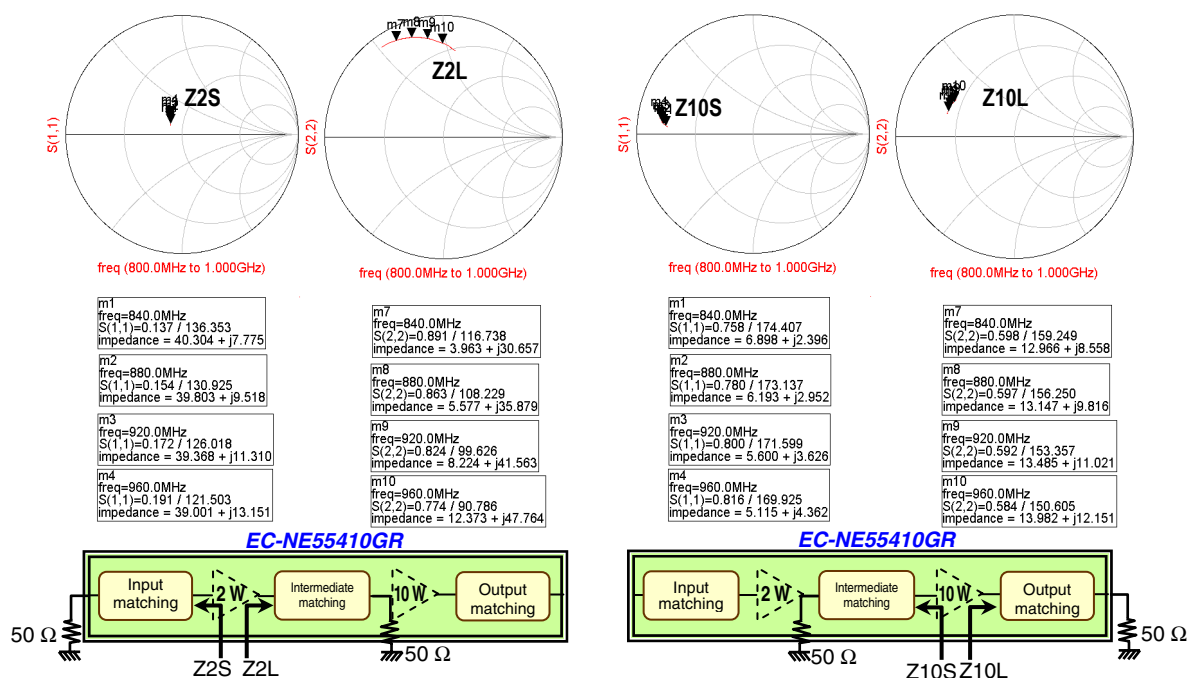 m7 m8 m9 m10
Z2L
m1
Z2S
S(1,1)
S(2,2)
freq (800.0MHz to 1.000GHz)
freq (800.0MHz to 1.000GHz)
Z10S
m10
Z10L
S(1,1)
S(2,2)
freq (800.0MHz to 1.000GHz)
freq (800.0MHz to 1.000GHz)
m1
freq=840.0MHz
S(1,1)=0.137 / 136.353
impedance = 40.304 + j7.775
m2
freq=880.0MHz
S(1,1)=0.154 / 130.925
impedance = 39.803 + j9.518
m3
freq=920.0MHz
S(1,1)=0.172 / 126.018
impedance = 39.368 + j11.310
m4
freq=960.0MHz
S(1,1)=0.191 / 121.503
impedance = 39.001 + j13.151
m7
freq=840.0MHz
S(2,2)=0.891 / 116.738
impedance = 3.963 + j30.657
m8
freq=880.0MHz
S(2,2)=0.863 / 108.229
impedance = 5.577 + j35.879
m9
freq=920.0MHz
S(2,2)=0.824 / 99.626
impedance = 8.224 + j41.563
m10
freq=960.0MHz
S(2,2)=0.774 / 90.786
impedance = 12.373 + j47.764
m1
freq=840.0MHz
S(1,1)=0.758 / 174.407
impedance = 6.898 + j2.396
m2
freq=880.0MHz
S(1,1)=0.780 / 173.137
impedance = 6.193 + j2.952
m3
freq=920.0MHz
S(1,1)=0.800 / 171.599
impedance = 5.600 + j3.626
m4
freq=960.0MHz
S(1,1)=0.816 / 169.925
impedance = 5.115 + j4.362
m7
freq=840.0MHz
S(2,2)=0.598 / 159.249
impedance = 12.966 + j8.558
m8
freq=880.0MHz
S(2,2)=0.597 / 156.250
impedance = 13.147 + j9.816
m9
freq=920.0MHz
S(2,2)=0.592 / 153.357
impedance = 13.485 + j11.021
m10
freq=960.0MHz
S(2,2)=0.584 / 150.605
impedance = 13.982 + j12.151
EC-NE55410GR
Input
matching
2 W
Intermediate
matching
10 W
Output
matching
50 Ω
50 Ω
Z2S Z2L
EC-NE55410GR
Input
matching
2 W
Intermediate
matching
10 W
Output
matching
50 Ω
50 Ω
Z10S Z10L